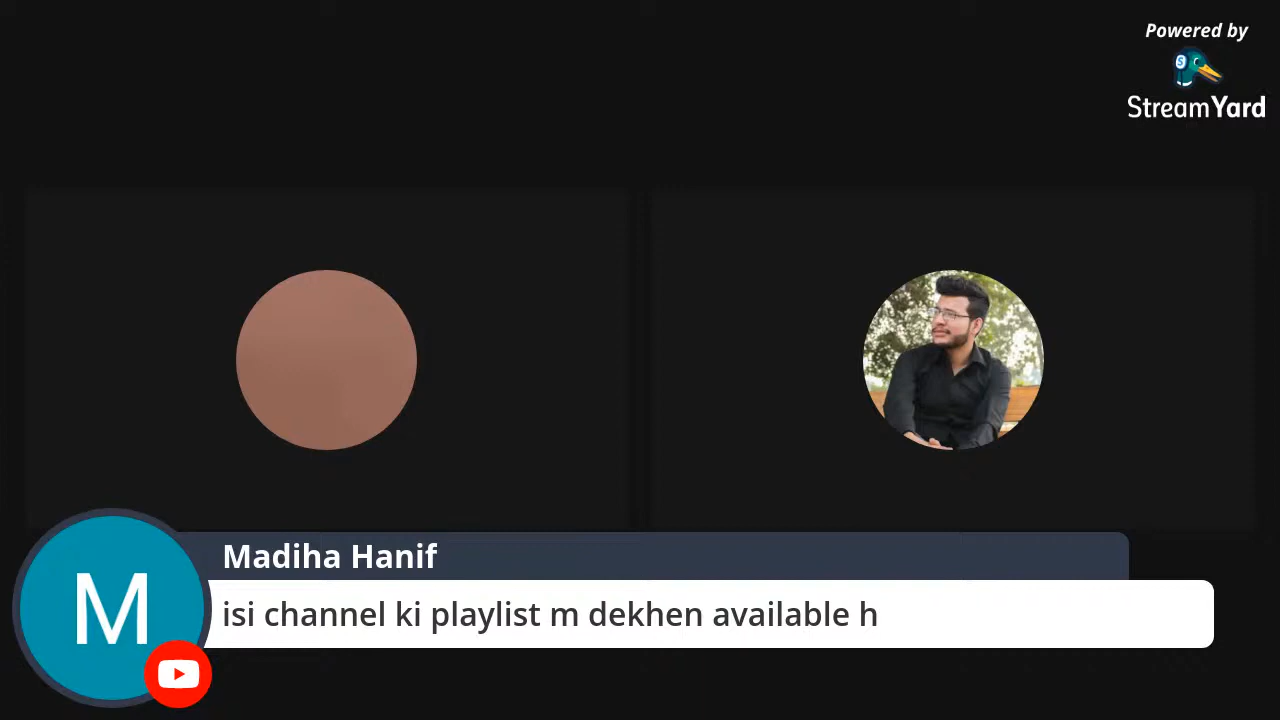 Powered by
StreamYard
Madiha Hanif
M
isi channel ki playlist m dekhen available h